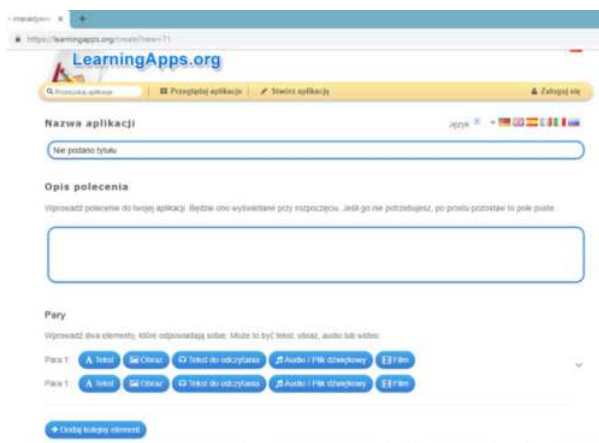 https://learningapps.org/create?new=71
LearningApps.org
Przeglądaj aplikacje Stwórz aplikację Zaloguj się
Nazwa aplikacji Język
Nie podano tytułu
Opis polecenia
Wprowadź polecenie do twojej aplikacji. Będzie ono wyświetlane przy rozpoczęciu. Jeśli go nie potrzebujesz, po prostu pozostaw to pole puste.
Pary
Wprowadź dwa elementy, które odpowiadają sobie. Może to być tekst, obraz, audio lub wideo.
Para 1: Tekst Obraz Tekst do odczytania Audio / Plik dźwiękowy Film
Para 1: Tekst Obraz Tekst do odczytania Audio / Plik dźwiękowy Film
Dodaj kolejny element